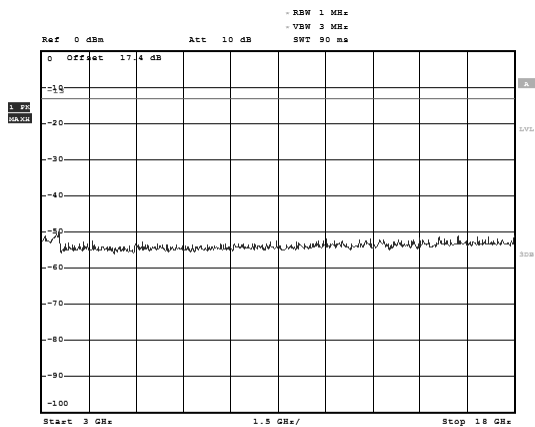 RBW 1 MHz
VBW 3 MHz
Ref 0 dBm Att 10 dB SWT 90 ms
0 Offset 17.4 dB
-10
-13
A
1 PK
MAXH
-20
LVL
-30
-40
-50
-60
3DB
-70
-80
-90
-100
Start 3 GHz 1.5 GHz/ Stop 18 GHz